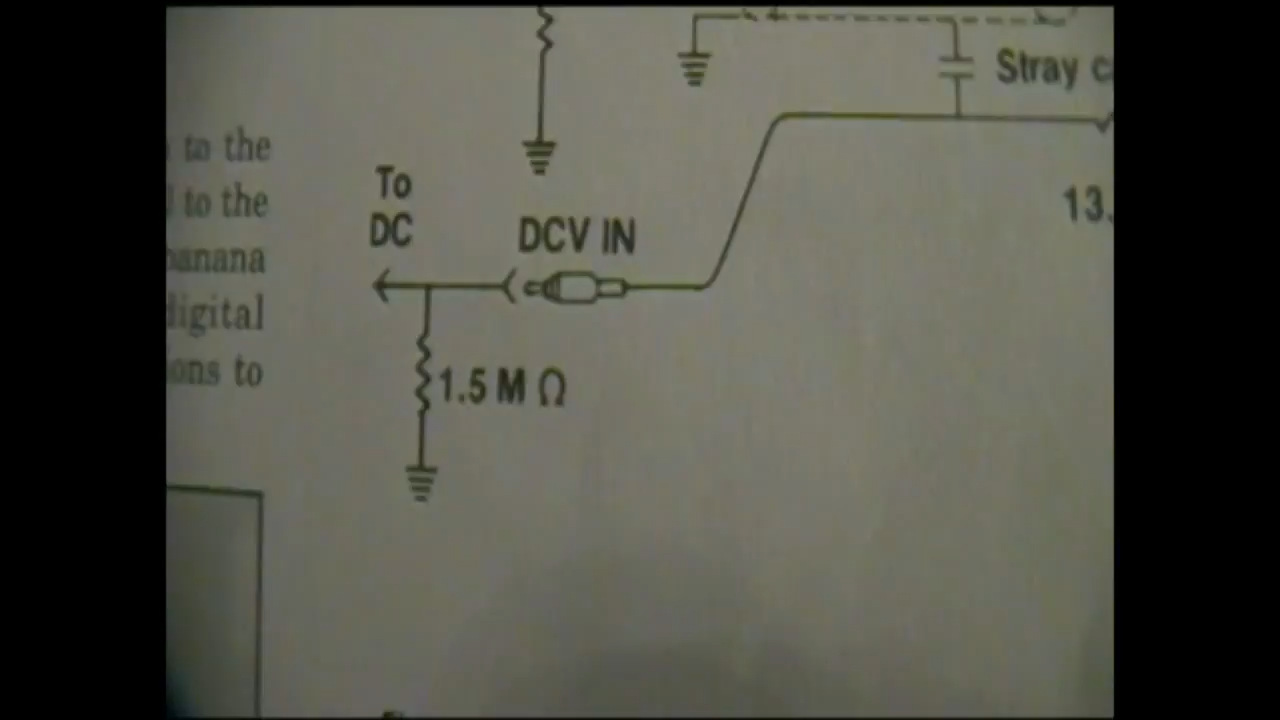 to the
to the
banana
digital
ons to
Stray
To
DC
DCV IN
13.
1.5 M Ω